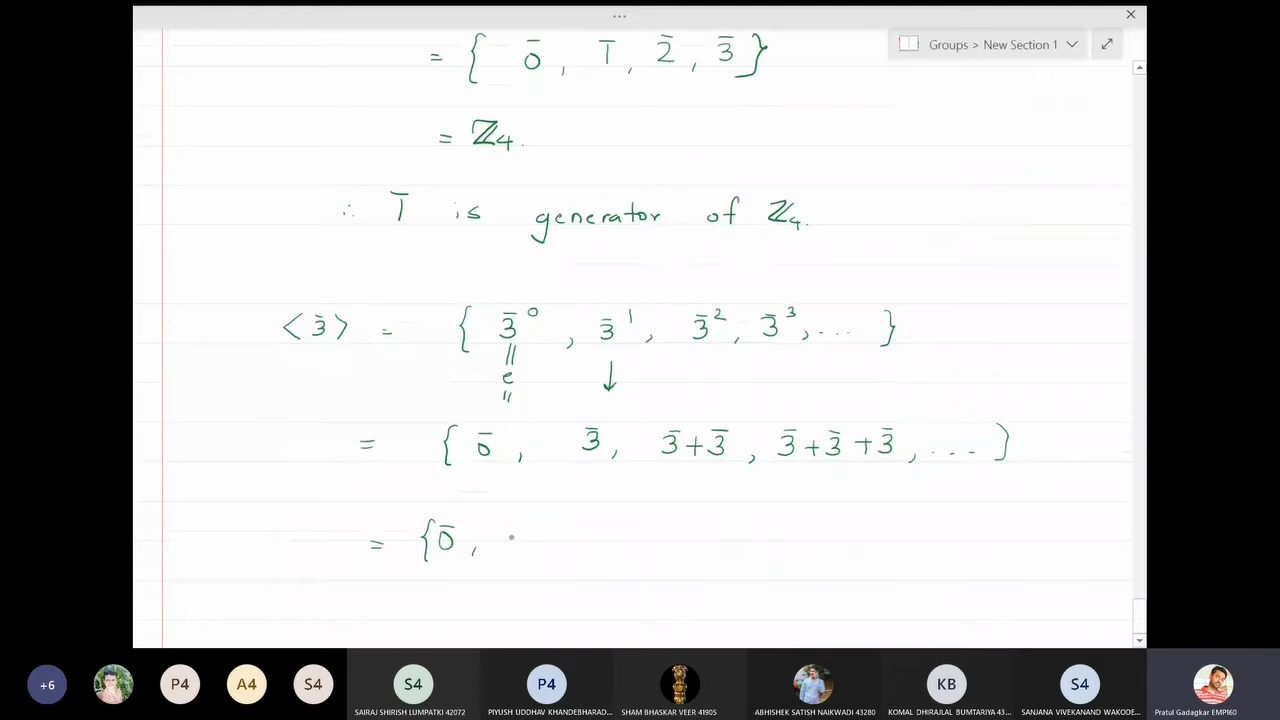 Groups > New Section 1
= { 0̄ , 1̄ , 2̄ , 3̄ }
= ℤ₄.
∴ 1̄ is generator of ℤ₄.
<3̄> = { 3̄⁰ , 3̄¹ , 3̄² , 3̄³ , ... }
||
e
"
↓
= { 0̄ , 3̄ , 3̄+3̄ , 3̄+3̄+3̄ , .... }
= { 0̄ ,
+6
P4
A4
S4
S4
P4
KB
S4
SAIRAJ SHIRISH LUMPATKI 42072
PIYUSH UDDHAV KHANDEBHARAD...
SHAM BHASKAR VEER 41905
ABHISHEK SATISH NAIKWADI 43280
KOMAL DHIRAJLAL BUMTARIYA 43...
SANJANA VIVEKANAND WAKODE...
Pratul Gadagkar EMP160